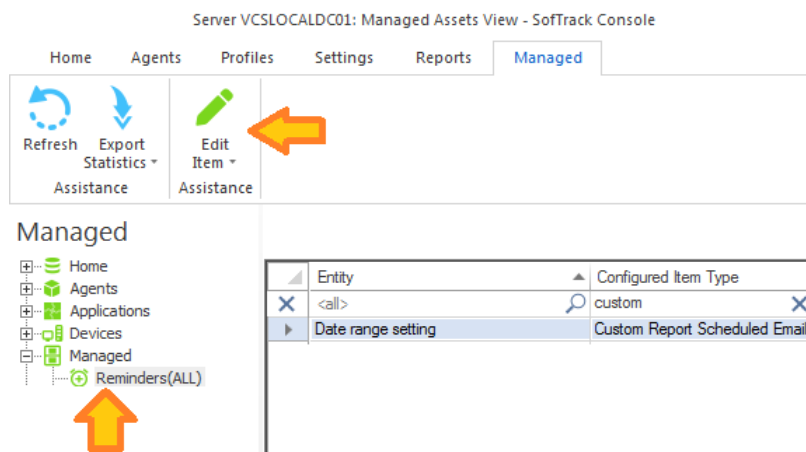 Server VCSLOCALDC01: Managed Assets View - SofTrack Console
Home Agents Profiles Settings Reports Managed
Refresh Export Statistics Edit Item
Assistance Assistance
Managed
Home
Agents
Applications
Devices
Managed
Reminders(ALL)
Entity Configured Item Type
<all> custom
Date range setting Custom Report Scheduled Email